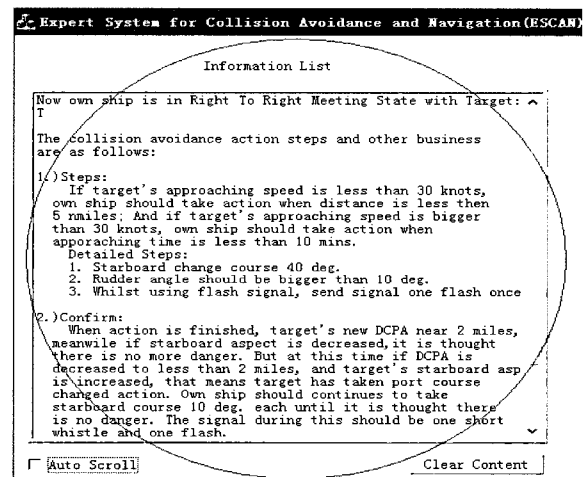 Expert System for Collision Avoidance and Navigation(ESCAN)
Information List
Now own ship is in Right To Right Meeting State with Target:
T
The collision avoidance action steps and other business
are as follows:
1.)Steps:
If target's approaching speed is less than 30 knots,
own ship should take action when distance is less then
5 nmiles; And if target's approaching speed is bigger
than 30 knots, own ship should take action when
apporaching time is less than 10 mins.
Detailed Steps:
1. Starboard change course 40 deg.
2. Rudder angle should be bigger than 10 deg.
3. Whilst using flash signal, send signal one flash once
2.)Confirm:
When action is finished, target's new DCPA near 2 miles,
meanwile if starboard aspect is decreased, it is thought
there is no more danger. But at this time if DCPA is
decreased to less than 2 miles, and target's starboard asp
is increased, that means target has taken port course
changed action. Own ship should continues to take
starboard course 10 deg. each until it is thought there
is no danger. The signal during this should be one short
whistle and one flash.
Auto Scroll
Clear Content